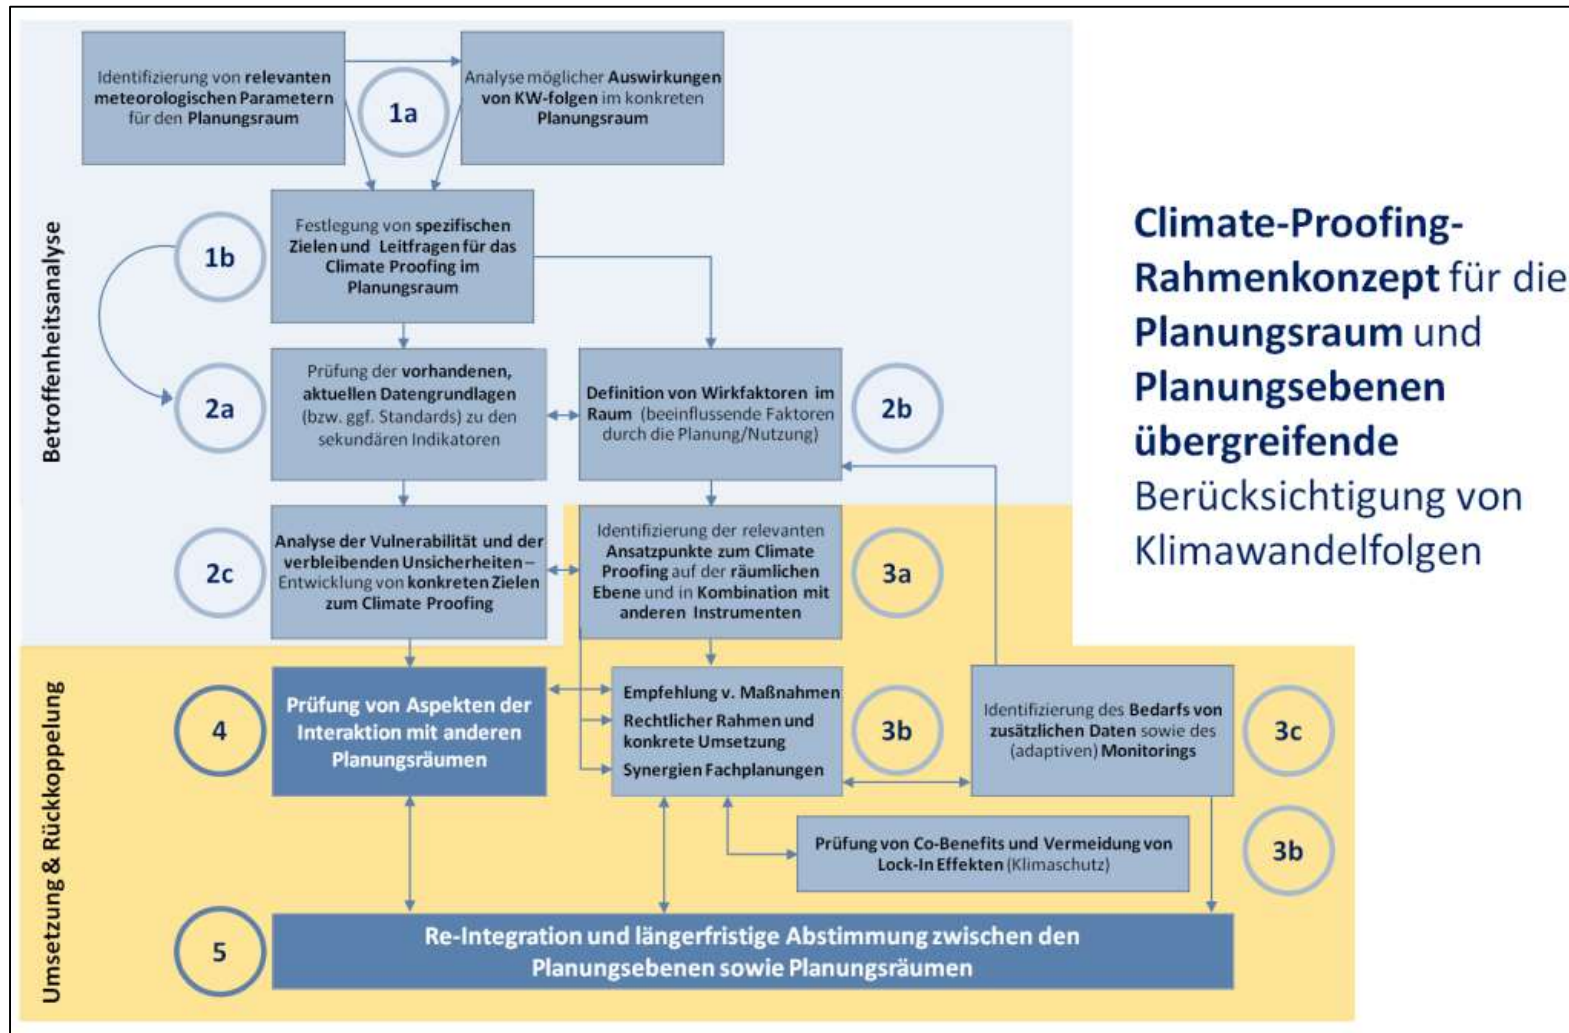 Identifizierung von relevanten
meteorologischen Parametern
für den Planungsraum
1a
Analyse möglicher Auswirkungen
von KW-folgen im konkreten
Planungsraum
Betroffenheitsanalyse
1b
Festlegung von spezifischen
Zielen und Leitfragen für das
Climate Proofing im
Planungsraum
2a
Prüfung der vorhandenen,
aktuellen Datengrundlagen
(bzw. ggf. Standards) zu den
sekundären Indikatoren
Definition von Wirkfaktoren im
Raum (beeinflussende Faktoren
durch die Planung/Nutzung)
2b
2c
Analyse der Vulnerabilität und der
verbleibenden Unsicherheiten –
Entwicklung von konkreten Zielen
zum Climate Proofing
Identifizierung der relevanten
Ansatzpunkte zum Climate
Proofing auf der räumlichen
Ebene und in Kombination mit
anderen Instrumenten
3a
Umsetzung & Rückkoppelung
4
Prüfung von Aspekten der
Interaktion mit anderen
Planungsräumen
Empfehlung v. Maßnahmen
Rechtlicher Rahmen und
konkrete Umsetzung
Synergien Fachplanungen
3b
Identifizierung des Bedarfs von
zusätzlichen Daten sowie des
(adaptiven) Monitorings
3c
Prüfung von Co-Benefits und Vermeidung von
Lock-In Effekten (Klimaschutz)
3b
5
Re-Integration und längerfristige Abstimmung zwischen den
Planungsebenen sowie Planungsräumen
Climate-Proofing-
Rahmenkonzept für die
Planungsraum und
Planungsebenen
übergreifende
Berücksichtigung von
Klimawandelfolgen